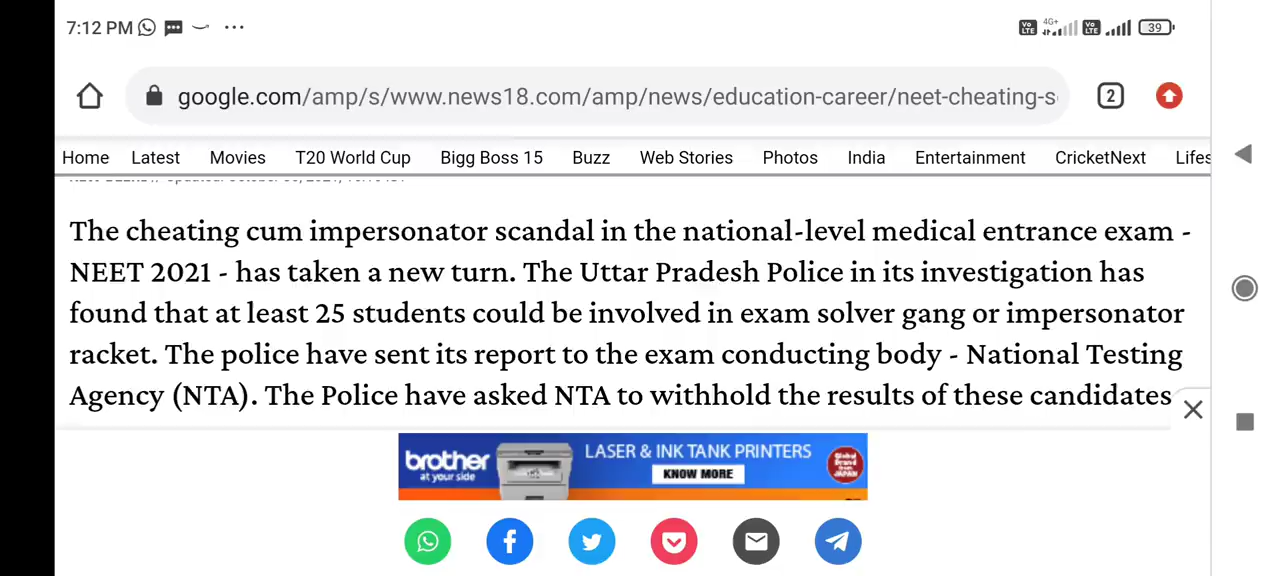 7:12 PM
4G+
39
google.com/amp/s/www.news18.com/amp/news/education-career/neet-cheating-s
2
Home Latest Movies T20 World Cup Bigg Boss 15 Buzz Web Stories Photos India Entertainment CricketNext Lifes
The cheating cum impersonator scandal in the national-level medical entrance exam -
NEET 2021 - has taken a new turn. The Uttar Pradesh Police in its investigation has
found that at least 25 students could be involved in exam solver gang or impersonator
racket. The police have sent its report to the exam conducting body - National Testing
Agency (NTA). The Police have asked NTA to withhold the results of these candidates
brother
at your side
LASER & INK TANK PRINTERS
KNOW MORE